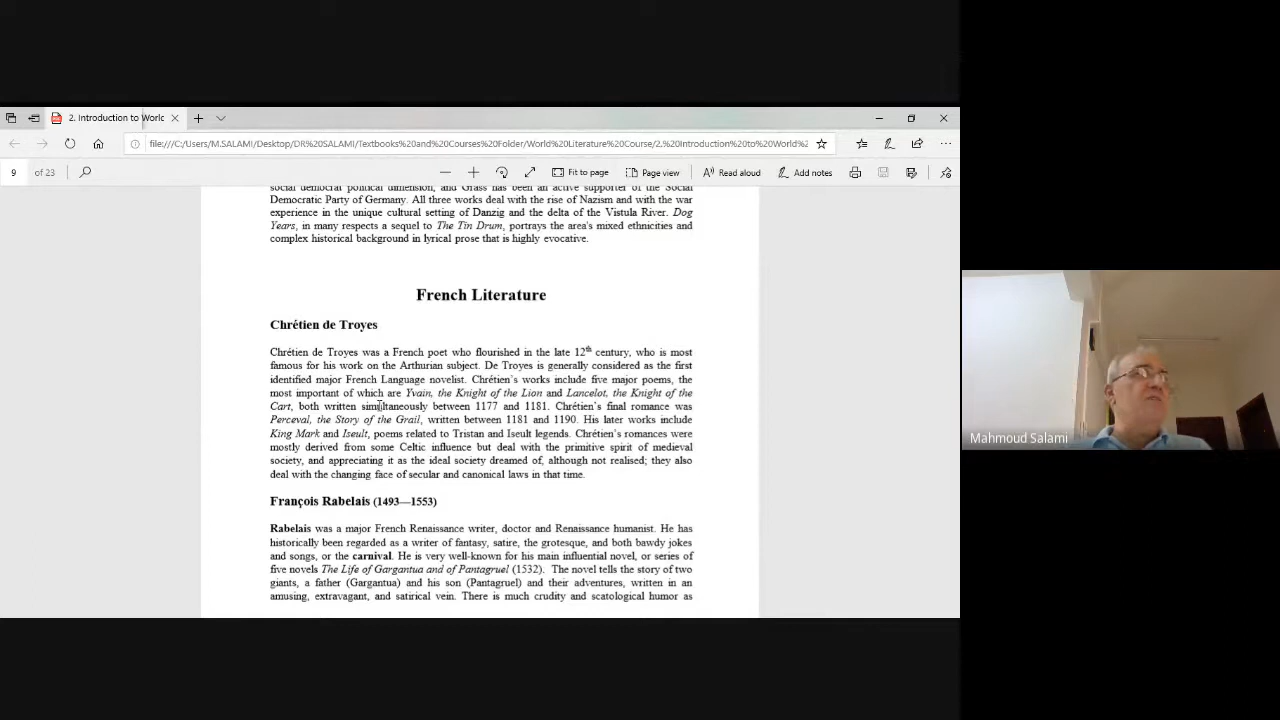 2. Introduction to World
file:///C:/Users/M.SALAMI/Desktop/DR%20SALAMI/Textbooks%20and%20Courses%20Folder/World%20Literature%20Course/2.%20Introduction%20to%20World%2
9 of 23
Fit to page
Page view
Read aloud
Add notes
social democrat political dimension, and Grass has been an active supporter of the Social
Democratic Party of Germany. All three works deal with the rise of Nazism and with the war
experience in the unique cultural setting of Danzig and the delta of the Vistula River. Dog
Years, in many respects a sequel to The Tin Drum, portrays the area's mixed ethnicities and
complex historical background in lyrical prose that is highly evocative.
French Literature
Chrétien de Troyes
Chrétien de Troyes was a French poet who flourished in the late 12th century, who is most
famous for his work on the Arthurian subject. De Troyes is generally considered as the first
identified major French Language novelist. Chrétien's works include five major poems, the
most important of which are Yvain, the Knight of the Lion and Lancelot, the Knight of the
Cart, both written simultaneously between 1177 and 1181. Chrétien's final romance was
Perceval, the Story of the Grail, written between 1181 and 1190. His later works include
King Mark and Iseult, poems related to Tristan and Iseult legends. Chrétien's romances were
mostly derived from some Celtic influence but deal with the primitive spirit of medieval
society, and appreciating it as the ideal society dreamed of, although not realised; they also
deal with the changing face of secular and canonical laws in that time.
François Rabelais (1493—1553)
Rabelais was a major French Renaissance writer, doctor and Renaissance humanist. He has
historically been regarded as a writer of fantasy, satire, the grotesque, and both bawdy jokes
and songs, or the carnival. He is very well-known for his main influential novel, or series of
five novels The Life of Gargantua and of Pantagruel (1532). The novel tells the story of two
giants, a father (Gargantua) and his son (Pantagruel) and their adventures, written in an
amusing, extravagant, and satirical vein. There is much crudity and scatological humor as
Mahmoud Salami